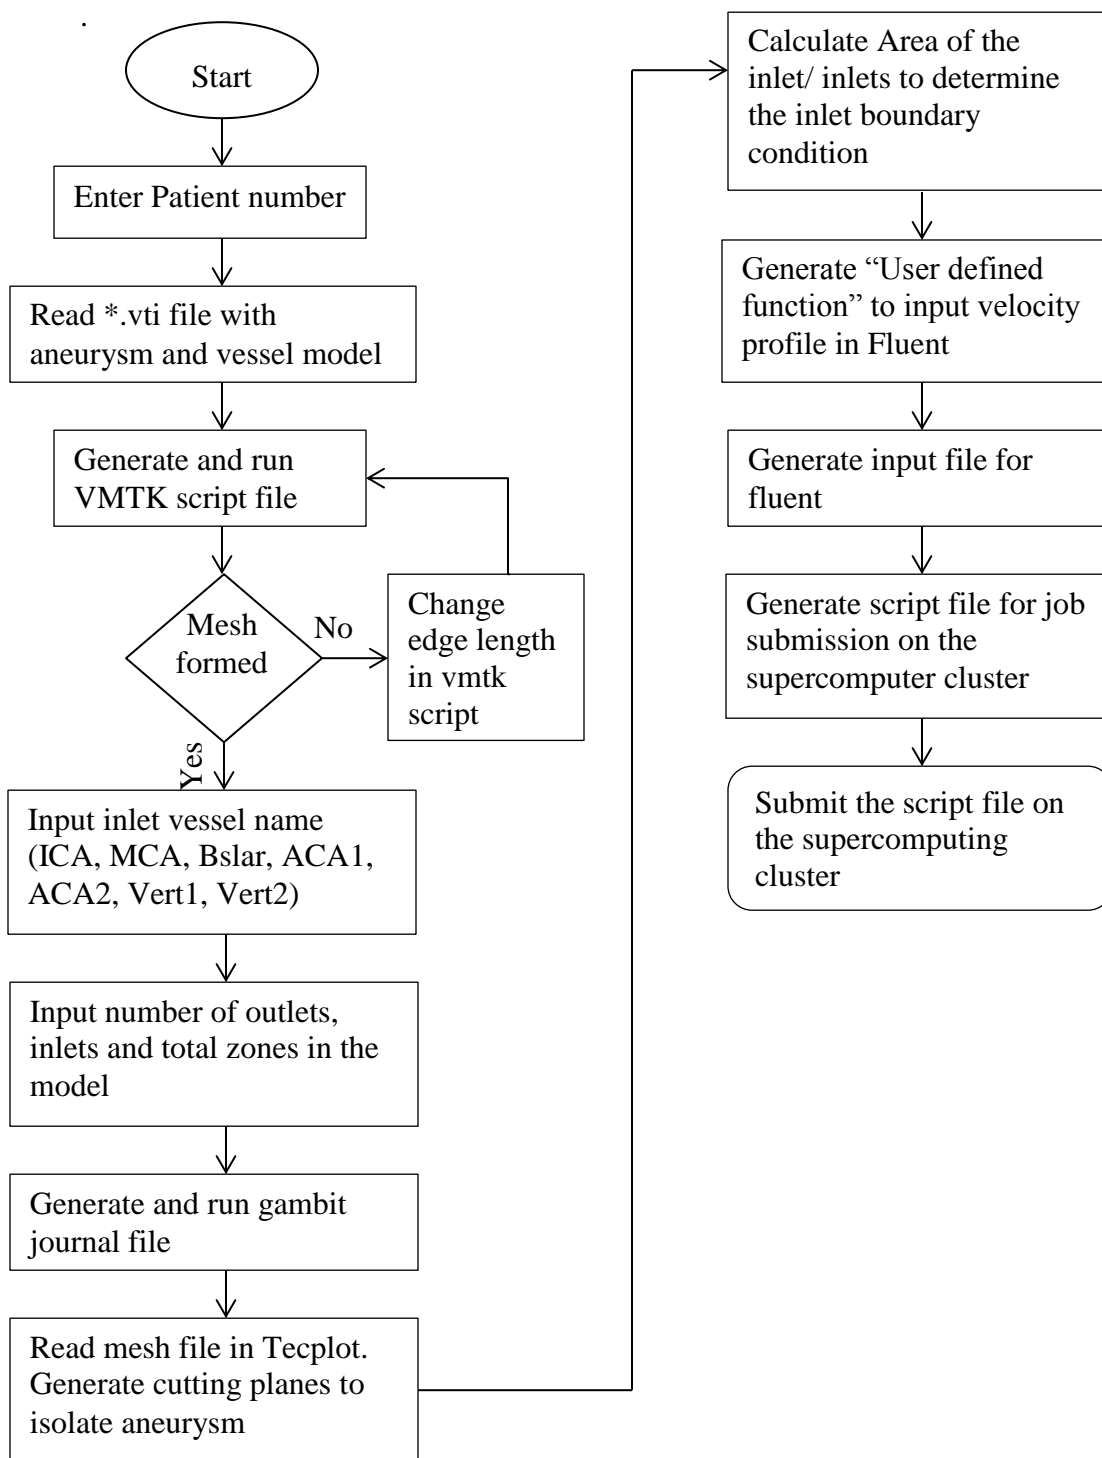 .
Start
Enter Patient number
Read *.vti file with
aneurysm and vessel model
Generate and run
VMTK script file
Mesh
formed
No
Change
edge length
in vmtk
script
Yes
Input inlet vessel name
(ICA, MCA, Bslar, ACA1,
ACA2, Vert1, Vert2)
Input number of outlets,
inlets and total zones in the
model
Generate and run gambit
journal file
Read mesh file in Tecplot.
Generate cutting planes to
isolate aneurysm
Calculate Area of the
inlet/ inlets to determine
the inlet boundary
condition
Generate “User defined
function” to input velocity
profile in Fluent
Generate input file for
fluent
Generate script file for job
submission on the
supercomputer cluster
Submit the script file on
the supercomputing
cluster